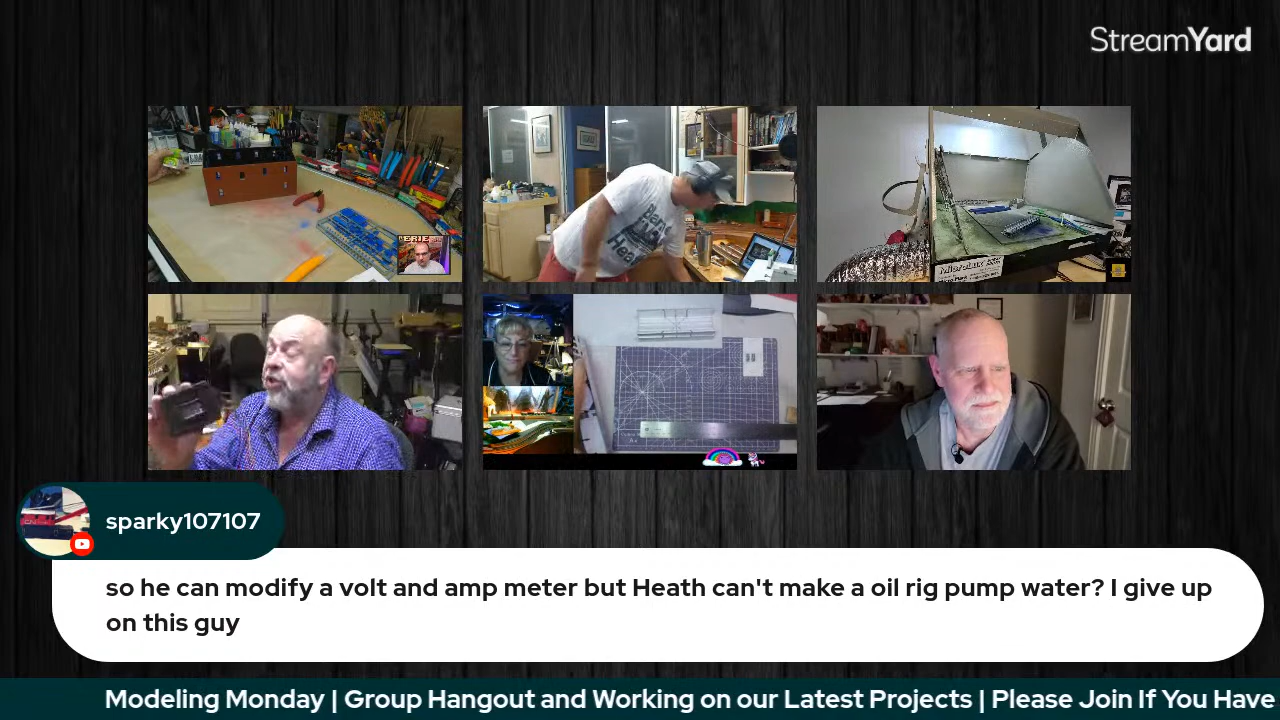 StreamYard
ERIE
sparky107107
so he can modify a volt and amp meter but Heath can't make a oil rig pump water? I give up
on this guy
Modeling Monday | Group Hangout and Working on our Latest Projects | Please Join If You Have